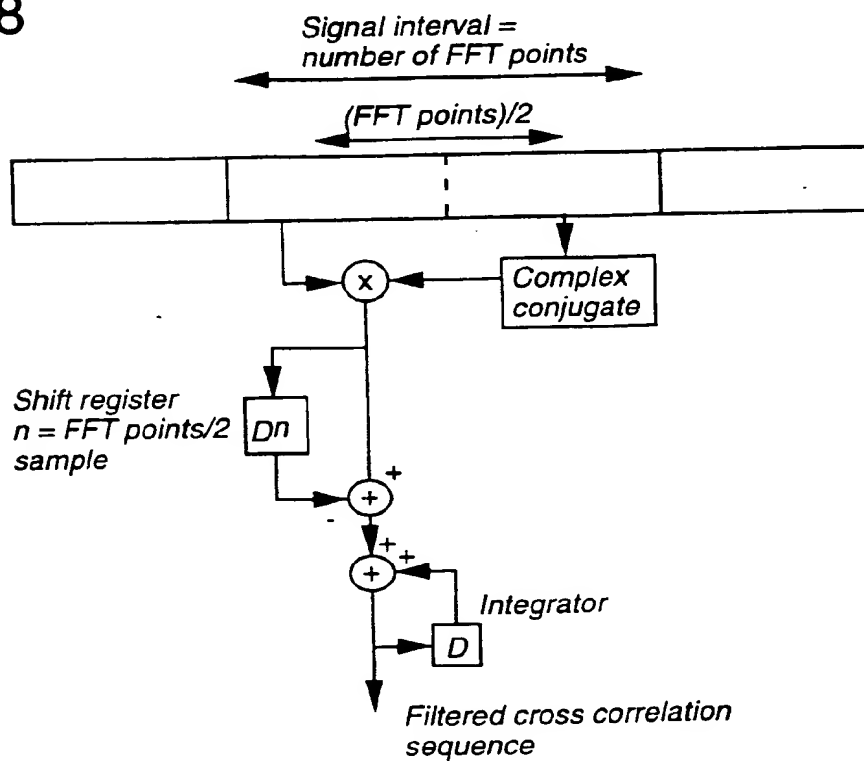 8
Signal interval =
number of FFT points
(FFT points)/2
x
Complex
conjugate
Shift register
n = FFT points/2
sample
Dn
+
+
-
+
+
+
Integrator
D
Filtered cross correlation
sequence